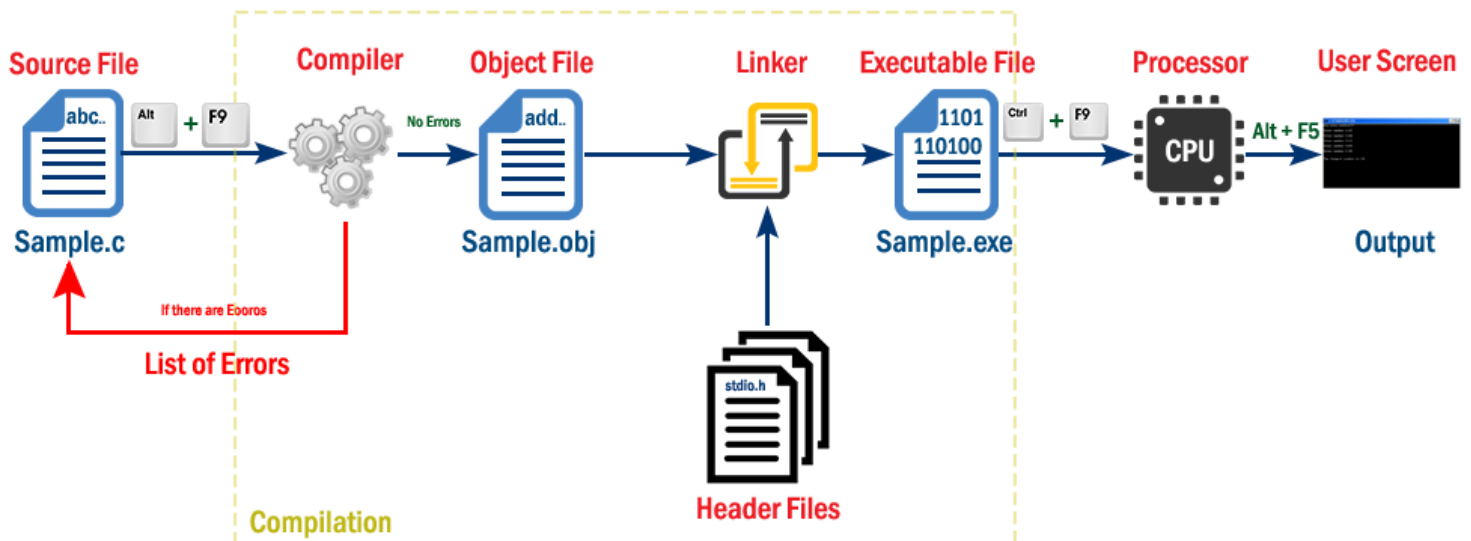 Source File
abc..
Sample.c
Alt + F9
Compiler
No Errors
Object File
add..
Sample.obj
Linker
Executable File
1101
110100
Sample.exe
Ctrl + F9
Processor
CPU
Alt + F5
User Screen
Output
If there are Eooros
List of Errors
stdio.h
Header Files
Compilation